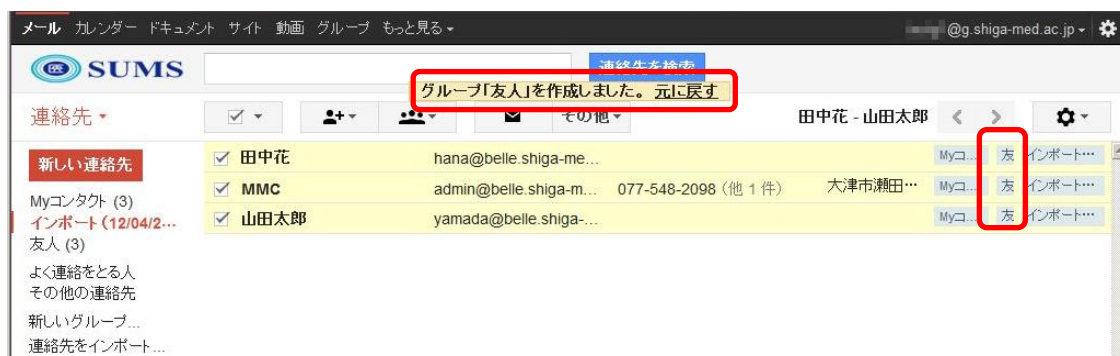 メール カレンダー ドキュメント サイト 動画 グループ もっと見る @g.shiga-med.ac.jp
SUMS 連絡先を検索
グループ「友人」を作成しました。 元に戻す
連絡先 その他 田中花 - 山田太郎
新しい連絡先
田中花 hana@belle.shiga-me... Myコ... 友 インポート…
MMC admin@belle.shiga-m... 077-548-2098 (他 1 件) 大津市瀬田… Myコ... 友 インポート…
山田太郎 yamada@belle.shiga-... Myコ... 友 インポート…
Myコンタクト (3)
インポート (12/04/2…
友人 (3)
よく連絡をとる人
その他の連絡先
新しいグループ...
連絡先をインポート...